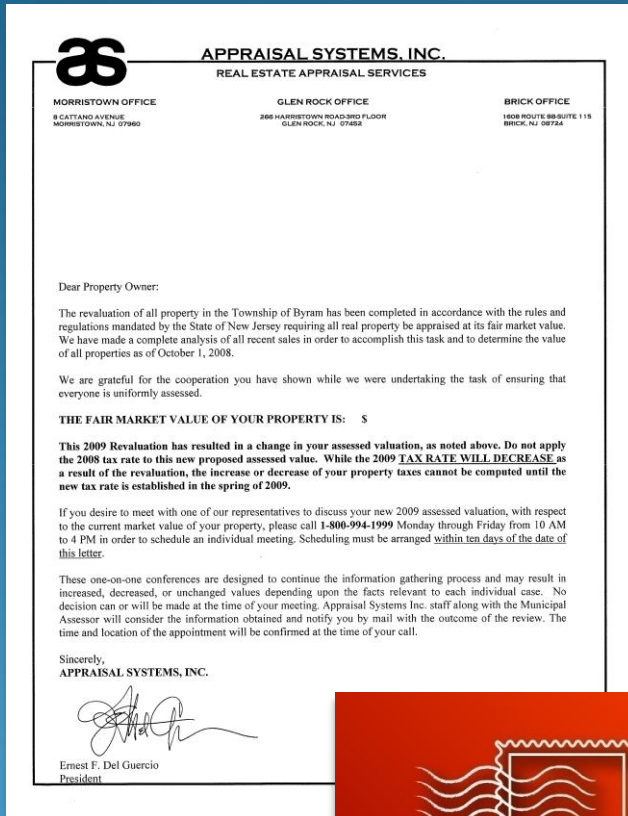 as
APPRAISAL SYSTEMS, INC.
REAL ESTATE APPRAISAL SERVICES
MORRISTOWN OFFICE
8 CATTANO AVENUE
MORRISTOWN, NJ 07960
GLEN ROCK OFFICE
266 HARRISTOWN ROAD-3RD FLOOR
GLEN ROCK, NJ 07452
BRICK OFFICE
1608 ROUTE 88-SUITE 115
BRICK, NJ 08724
Dear Property Owner:
The revaluation of all property in the Township of Byram has been completed in accordance with the rules and
regulations mandated by the State of New Jersey requiring all real property be appraised at its fair market value.
We have made a complete analysis of all recent sales in order to accomplish this task and to determine the value
of all properties as of October 1, 2008.
We are grateful for the cooperation you have shown while we were undertaking the task of ensuring that
everyone is uniformly assessed.
THE FAIR MARKET VALUE OF YOUR PROPERTY IS: $
This 2009 Revaluation has resulted in a change in your assessed valuation, as noted above. Do not apply
the 2008 tax rate to this new proposed assessed value. While the 2009 TAX RATE WILL DECREASE as
a result of the revaluation, the increase or decrease of your property taxes cannot be computed until the
new tax rate is established in the spring of 2009.
If you desire to meet with one of our representatives to discuss your new 2009 assessed valuation, with respect
to the current market value of your property, please call 1-800-994-1999 Monday through Friday from 10 AM
to 4 PM in order to schedule an individual meeting. Scheduling must be arranged within ten days of the date of
this letter.
These one-on-one conferences are designed to continue the information gathering process and may result in
increased, decreased, or unchanged values depending upon the facts relevant to each individual case. No
decision can or will be made at the time of your meeting. Appraisal Systems Inc. staff along with the Municipal
Assessor will consider the information obtained and notify you by mail with the outcome of the review. The
time and location of the appointment will be confirmed at the time of your call.
Sincerely,
APPRAISAL SYSTEMS, INC.
Ernest F. Del Guercio
President